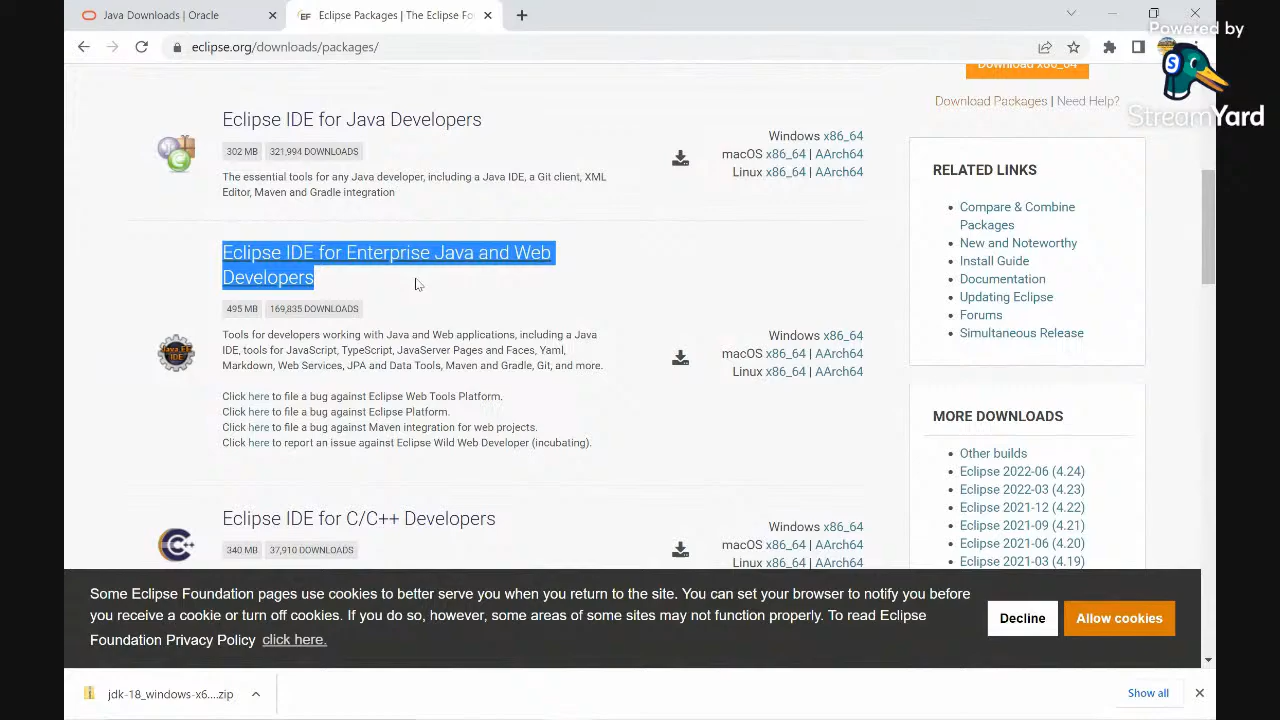 Java Downloads | Oracle
EF Eclipse Packages | The Eclipse Fo
eclipse.org/downloads/packages/
Powered by
StreamYard
Download x86_64
Download Packages | Need Help?
Eclipse IDE for Java Developers
302 MB 321,994 DOWNLOADS
The essential tools for any Java developer, including a Java IDE, a Git client, XML
Editor, Maven and Gradle integration
Windows x86_64
macOS x86_64 | AArch64
Linux x86_64 | AArch64
Eclipse IDE for Enterprise Java and Web
Developers
495 MB 169,835 DOWNLOADS
Java EE
IDE
Tools for developers working with Java and Web applications, including a Java
IDE, tools for JavaScript, TypeScript, JavaServer Pages and Faces, Yaml,
Markdown, Web Services, JPA and Data Tools, Maven and Gradle, Git, and more.
Click here to file a bug against Eclipse Web Tools Platform.
Click here to file a bug against Eclipse Platform.
Click here to file a bug against Maven integration for web projects.
Click here to report an issue against Eclipse Wild Web Developer (incubating).
Windows x86_64
macOS x86_64 | AArch64
Linux x86_64 | AArch64
Eclipse IDE for C/C++ Developers
340 MB 37,910 DOWNLOADS
Windows x86_64
macOS x86_64 | AArch64
Linux x86_64 | AArch64
RELATED LINKS
Compare & Combine
Packages
New and Noteworthy
Install Guide
Documentation
Updating Eclipse
Forums
Simultaneous Release
MORE DOWNLOADS
Other builds
Eclipse 2022-06 (4.24)
Eclipse 2022-03 (4.23)
Eclipse 2021-12 (4.22)
Eclipse 2021-09 (4.21)
Eclipse 2021-06 (4.20)
Eclipse 2021-03 (4.19)
Some Eclipse Foundation pages use cookies to better serve you when you return to the site. You can set your browser to notify you before
you receive a cookie or turn off cookies. If you do so, however, some areas of some sites may not function properly. To read Eclipse
Foundation Privacy Policy click here.
Decline
Allow cookies
jdk-18_windows-x6....zip
Show all